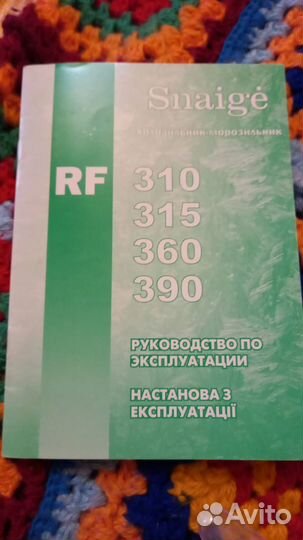 Snaigė
ХОЛОДИЛЬНИК-МОРОЗИЛЬНИК
RF
310
315
360
390
РУКОВОДСТВО ПО
ЭКСПЛУАТАЦИИ
НАСТАНОВА З
ЕКСПЛУАТАЦІЇ
Avito